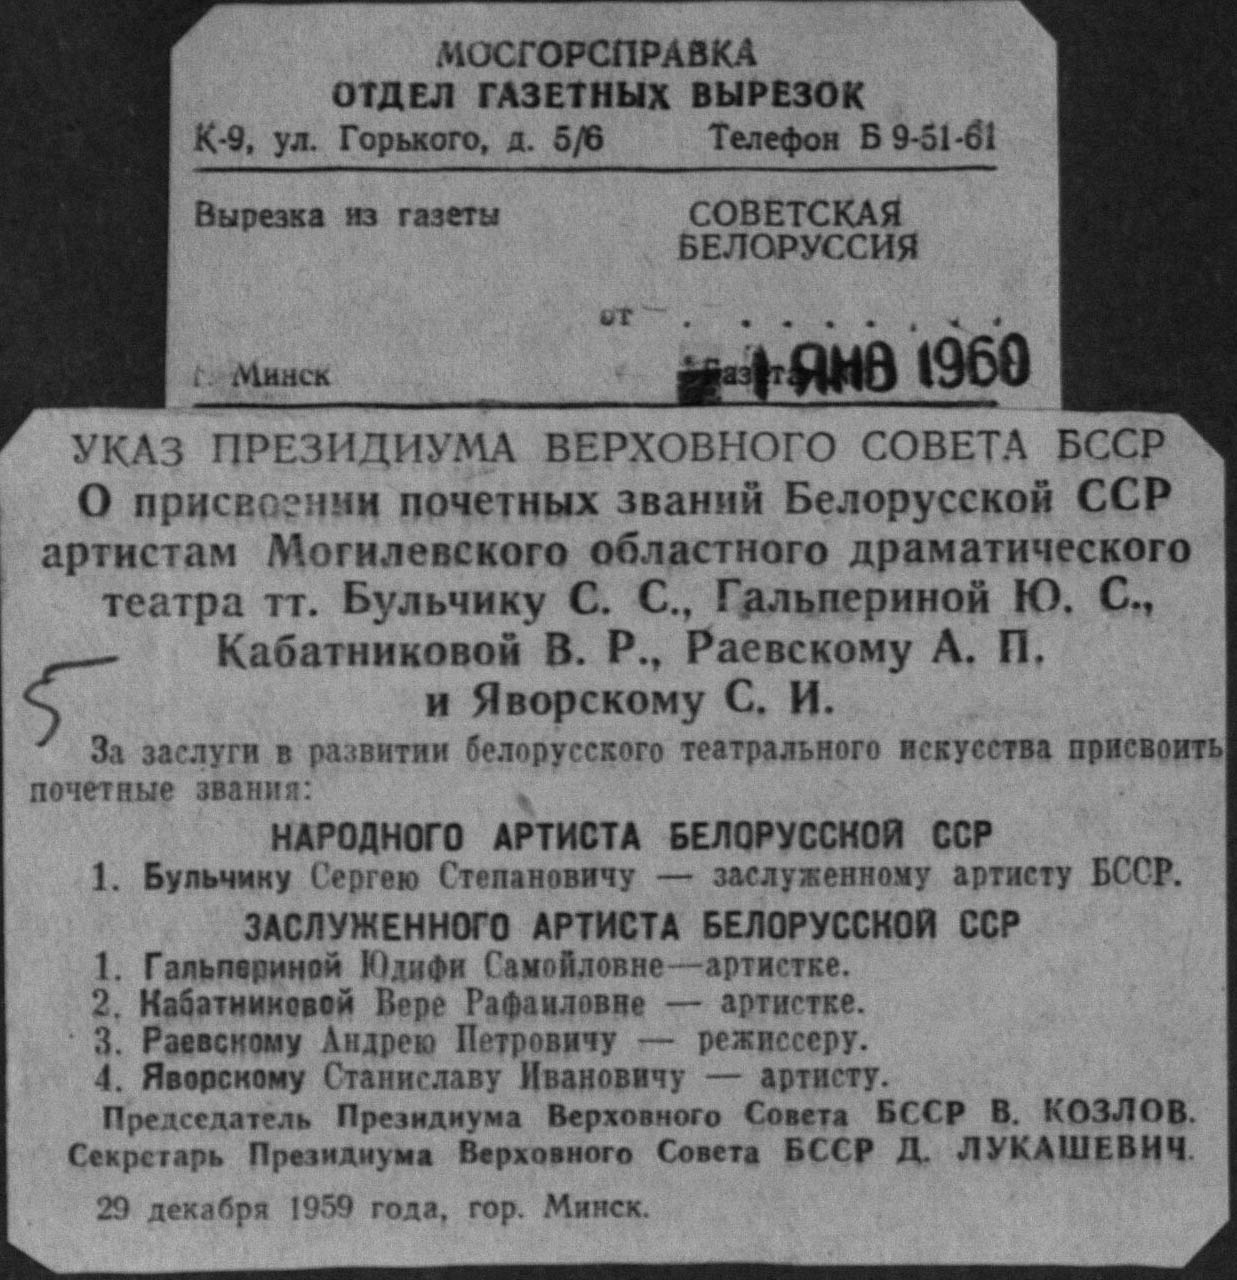 МОСГОРСПРАВКА
ОТДЕЛ ГАЗЕТНЫХ ВЫРЕЗОК
К-9, ул. Горького, д. 5/6 Телефон Б 9-51-61
Вырезка из газеты СОВЕТСКАЯ
БЕЛОРУССИЯ
от . . . . . . . . .
1 ЯНВ 1960
г. Минск
УКАЗ ПРЕЗИДИУМА ВЕРХОВНОГО СОВЕТА БССР
О присвоении почетных званий Белорусской ССР
артистам Могилевского областного драматического
театра тт. Бульчику С. С., Гальпериной Ю. С.,
Кабатниковой В. Р., Раевскому А. П.
и Яворскому С. И.
За заслуги в развитии белорусского театрального искусства присвоить
почетные звания:
НАРОДНОГО АРТИСТА БЕЛОРУССКОЙ ССР
1. Бульчику Сергею Степановичу — заслуженному артисту БССР.
ЗАСЛУЖЕННОГО АРТИСТА БЕЛОРУССКОЙ ССР
1. Гальпериной Юдифи Самойловне—артистке.
2. Кабатниковой Вере Рафаиловне — артистке.
3. Раевскому Андрею Петровичу — режиссеру.
4. Яворскому Станиславу Ивановичу — артисту.
Председатель Президиума Верховного Совета БССР В. КОЗЛОВ.
Секретарь Президиума Верховного Совета БССР Д. ЛУКАШЕВИЧ.
29 декабря 1959 года, гор. Минск.